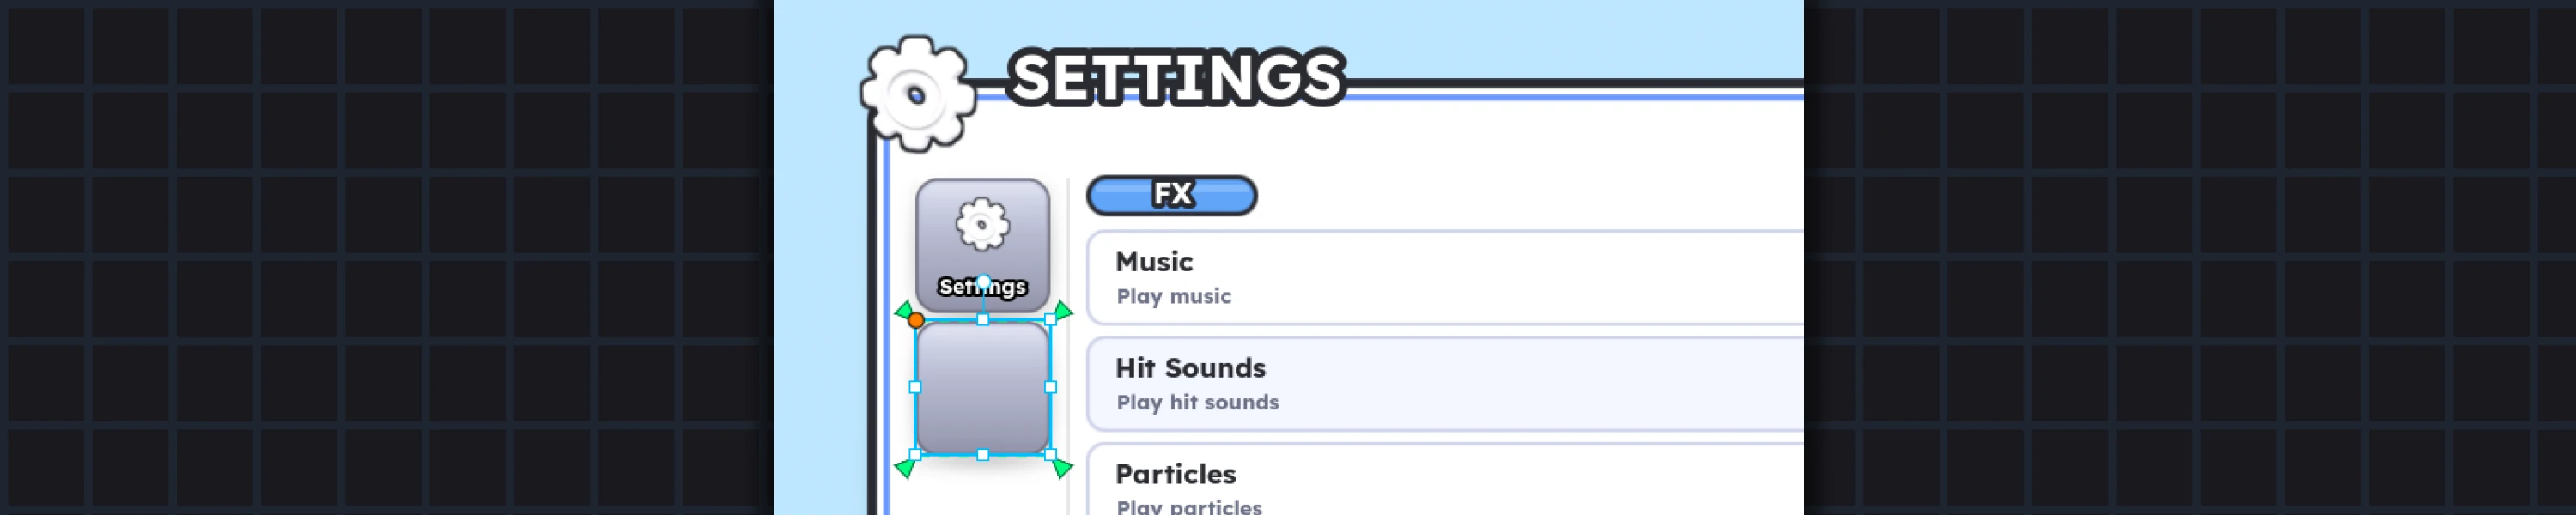 SETTINGS
FX
Settings
Music
Play music
Hit Sounds
Play hit sounds
Particles
Play particles